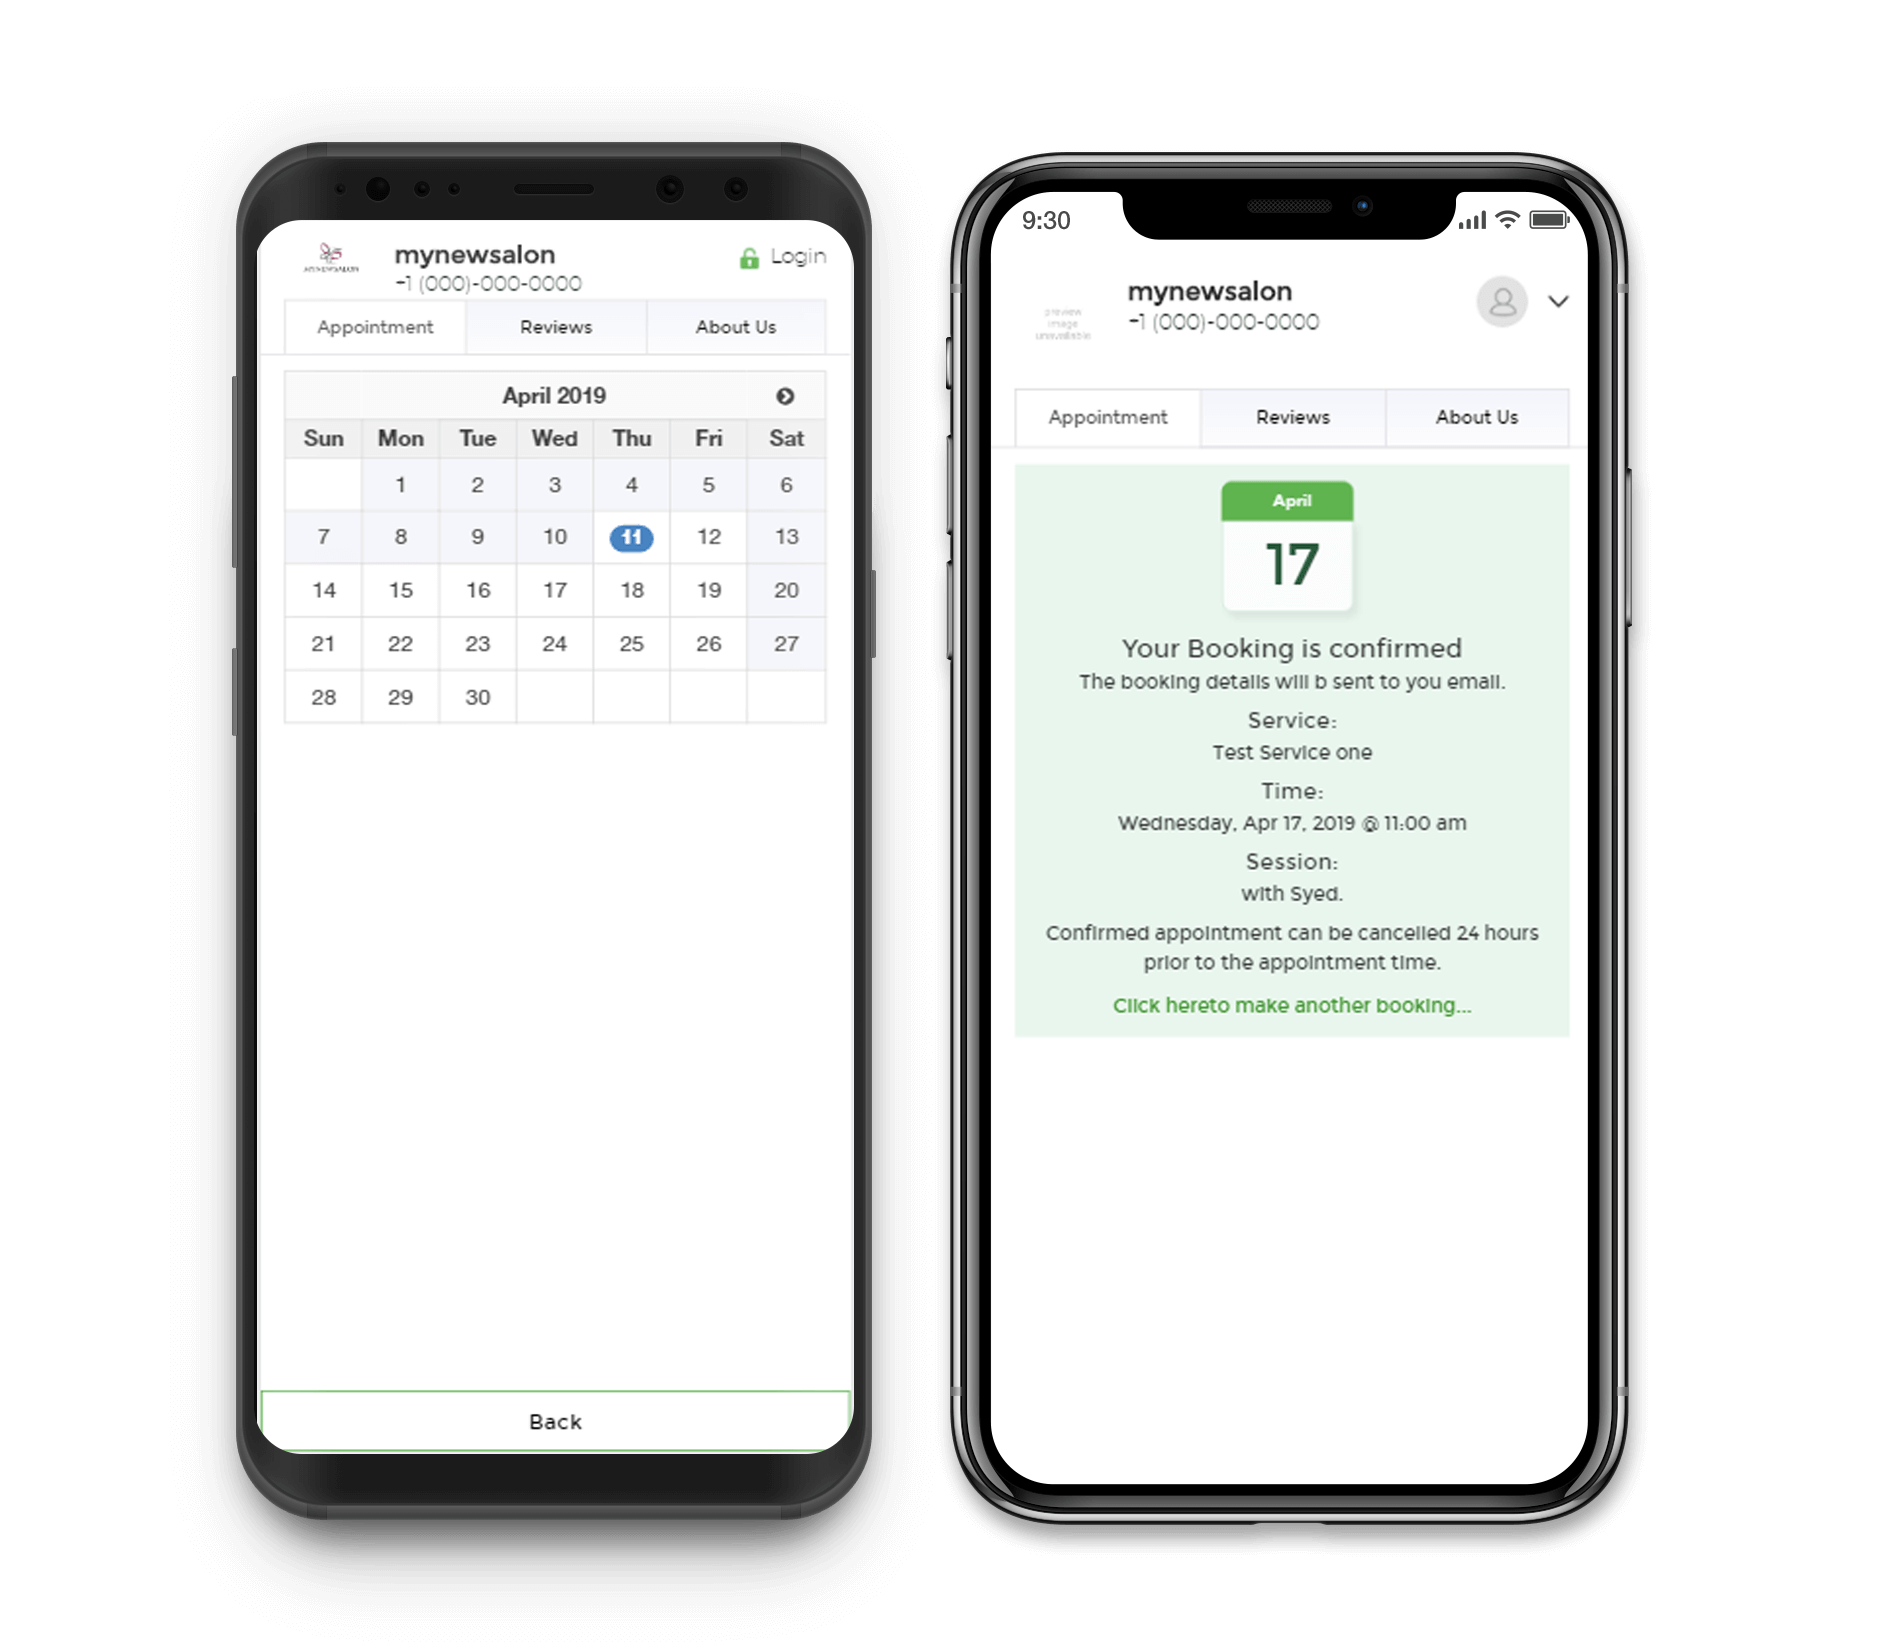 MYNEWSALON
mynewsalon
+1 (000)-000-0000
Login
Appointment Reviews About Us
April 2019
Sun Mon Tue Wed Thu Fri Sat
1 2 3 4 5 6
7 8 9 10 11 12 13
14 15 16 17 18 19 20
21 22 23 24 25 26 27
28 29 30
Back
9:30
preview
image
unavailable
mynewsalon
+1 (000)-000-0000
Appointment Reviews About Us
April
17
Your Booking is confirmed
The booking details will b sent to you email.
Service:
Test Service one
Time:
Wednesday, Apr 17, 2019 @ 11:00 am
Session:
with Syed.
Confirmed appointment can be cancelled 24 hours
prior to the appointment time.
Click hereto make another booking...